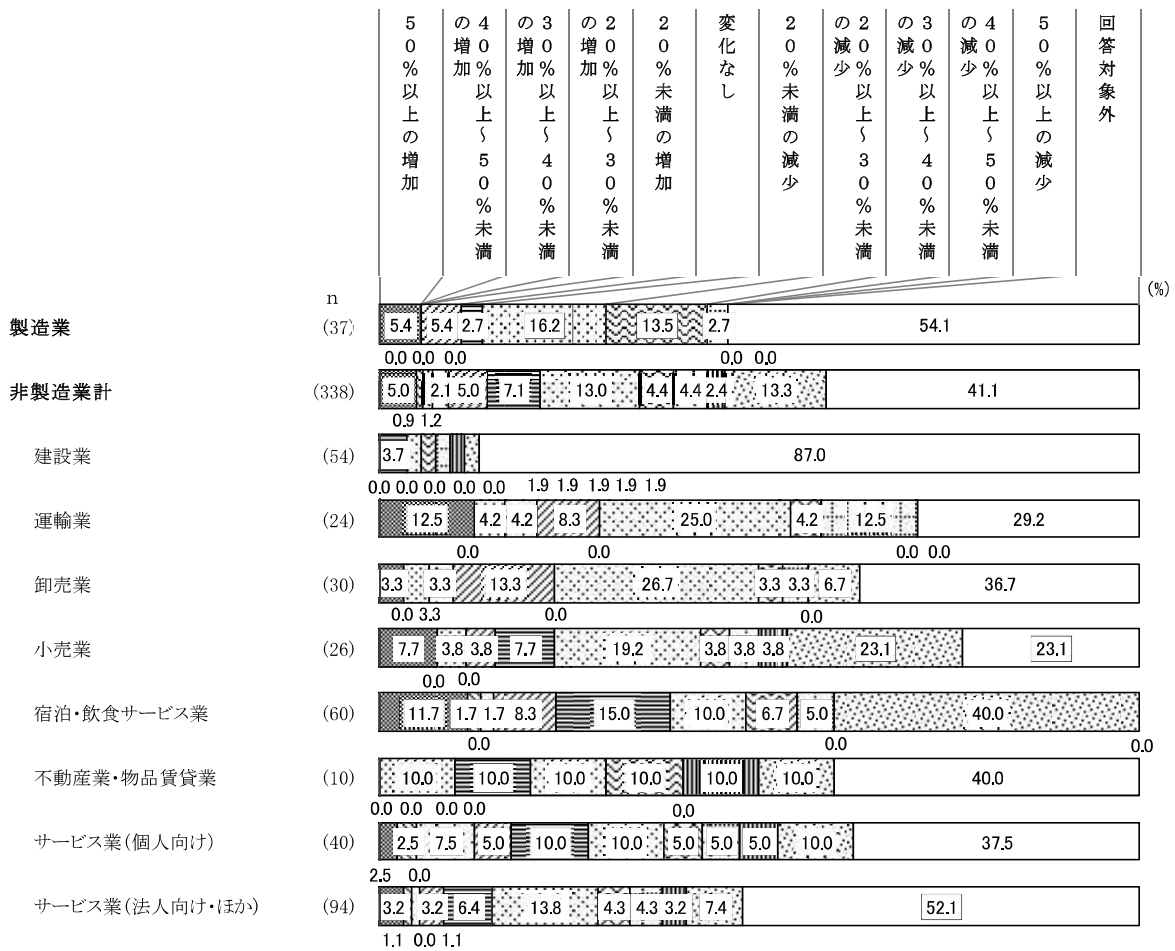 50%以上の増加
40%以上~50%未満の増加
30%以上~40%未満の増加
20%以上~30%未満の増加
20%未満の増加
変化なし
20%未満の減少
20%以上~30%未満の減少
30%以上~40%未満の減少
40%以上~50%未満の減少
50%以上の減少
回答対象外
n (%)
製造業 (37) 5.4 5.4 2.7 16.2 13.5 2.7 54.1
0.0 0.0 0.0 0.0 0.0
非製造業計 (338) 5.0 2.1 5.0 7.1 13.0 4.4 4.4 2.4 13.3 41.1
0.9 1.2
建設業 (54) 3.7 87.0
0.0 0.0 0.0 0.0 0.0 1.9 1.9 1.9 1.9 1.9
運輸業 (24) 12.5 4.2 4.2 8.3 25.0 4.2 12.5 29.2
0.0 0.0 0.0 0.0
卸売業 (30) 3.3 3.3 13.3 26.7 3.3 3.3 6.7 36.7
0.0 3.3 0.0 0.0
小売業 (26) 7.7 3.8 3.8 7.7 19.2 3.8 3.8 3.8 23.1 23.1
0.0 0.0
宿泊・飲食サービス業 (60) 11.7 1.7 1.7 8.3 15.0 10.0 6.7 5.0 40.0
0.0 0.0 0.0
不動産業・物品賃貸業 (10) 10.0 10.0 10.0 10.0 10.0 10.0 40.0
0.0 0.0 0.0 0.0 0.0
サービス業(個人向け) (40) 2.5 7.5 5.0 10.0 10.0 5.0 5.0 5.0 10.0 37.5
2.5 0.0
サービス業(法人向け・ほか) (94) 3.2 3.2 6.4 13.8 4.3 4.3 3.2 7.4 52.1
1.1 0.0 1.1